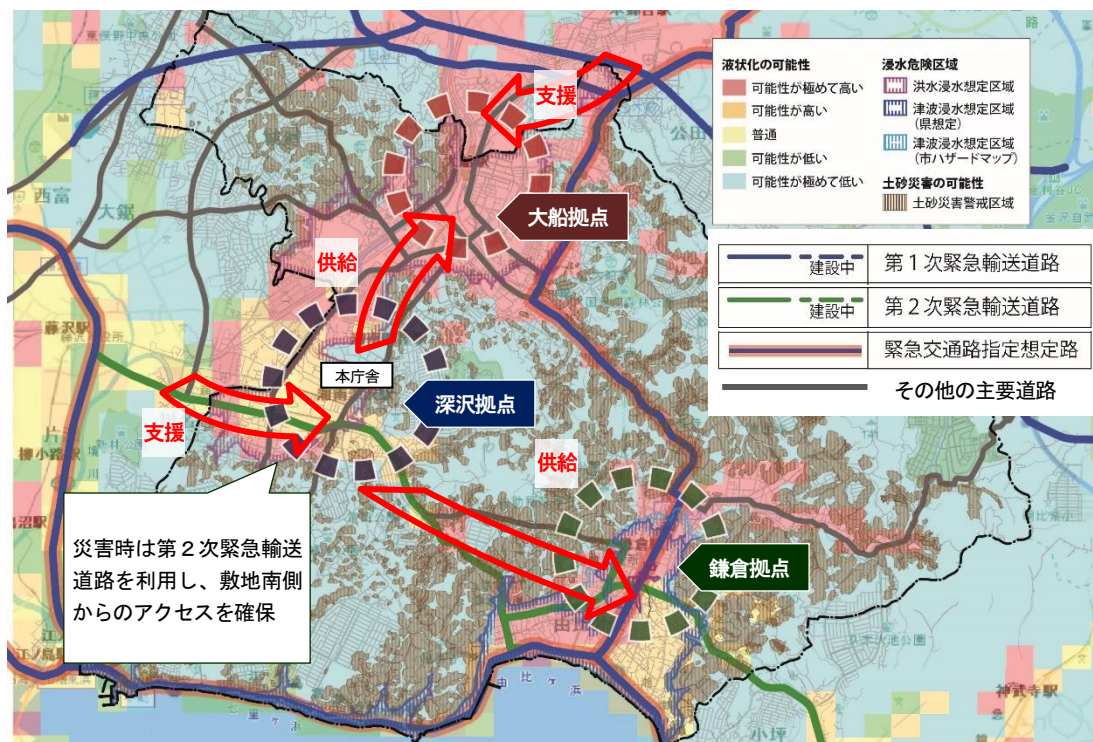 支援
公田
液状化の可能性
可能性が極めて高い
可能性が高い
普通
可能性が低い
可能性が極めて低い
浸水危険区域
洪水浸水想定区域
津波浸水想定区域
(県想定)
津波浸水想定区域
(市ハザードマップ)
土砂災害の可能性
土砂災害警戒区域
西富
大鋸
大船拠点
供給
建設中
第1次緊急輸送道路
建設中
第2次緊急輸送道路
緊急交通路指定想定路
その他の主要道路
藤沢駅
本庁舎
深沢拠点
支援
片
柳小路駅
供給
災害時は第2次緊急輸送
道路を利用し、敷地南側
からのアクセスを確保
鎌倉拠点
由比ヶ浜
七里ヶ浜
神武寺駅
小坪